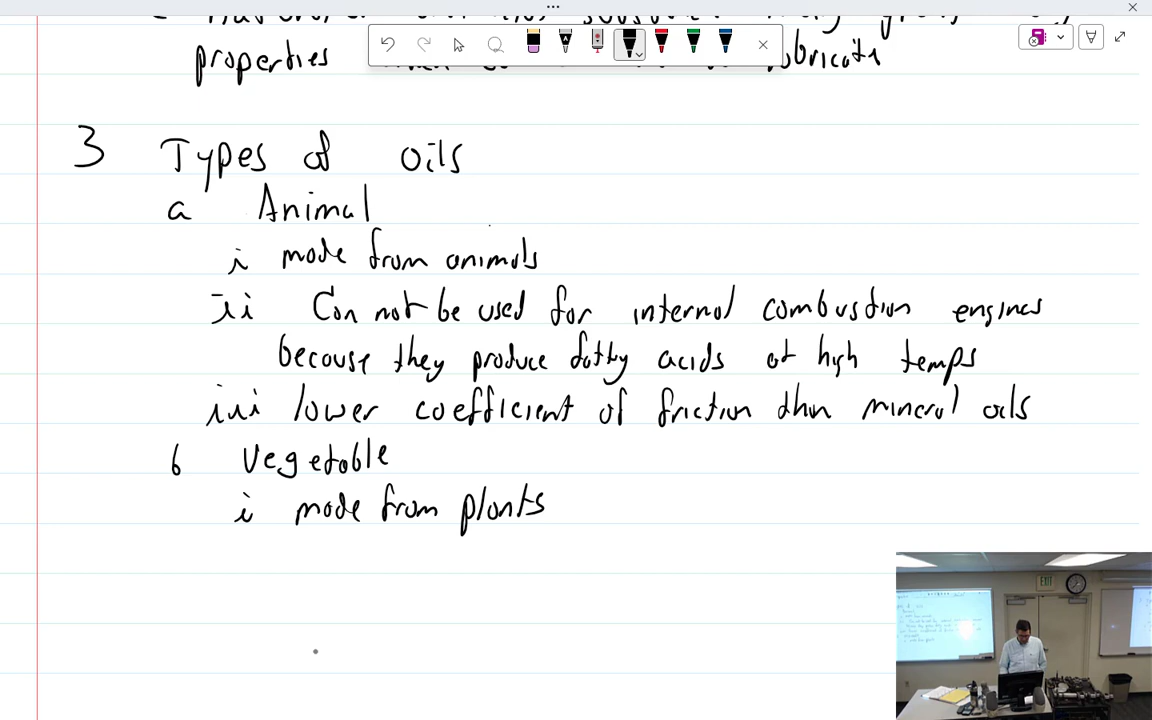 properties lubricate
3 Types of oils
a Animal
i made from animals
ii Can not be used for internal combustion engines
because they produce fatty acids at high temps
iii lower coefficient of friction than mineral oils
b Vegetable
i made from plants
EXIT